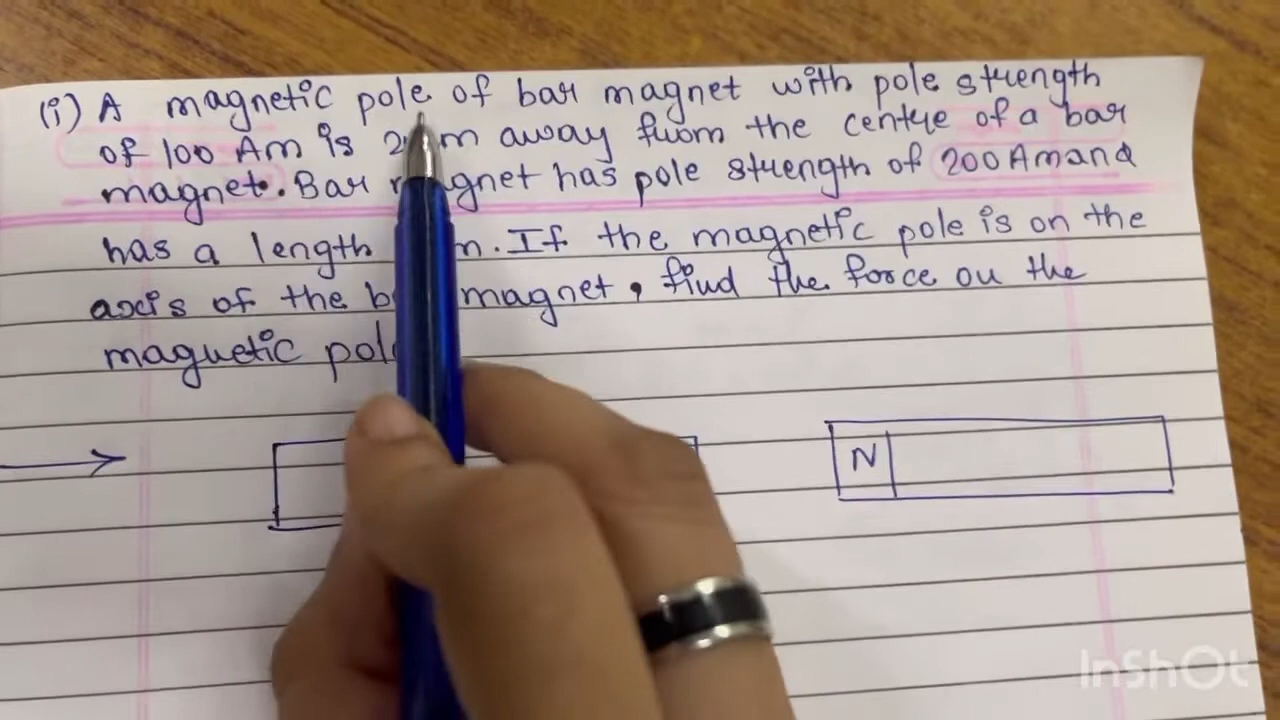 (i) A magnetic pole of bar magnet with pole strength
of 100 Am is away from the centre of a bar
magnet. Bar magnet has pole strength of 200 Am and
has a length If the magnetic pole is on the
axis of the magnet, find the force on the
magnetic
N
InShOt